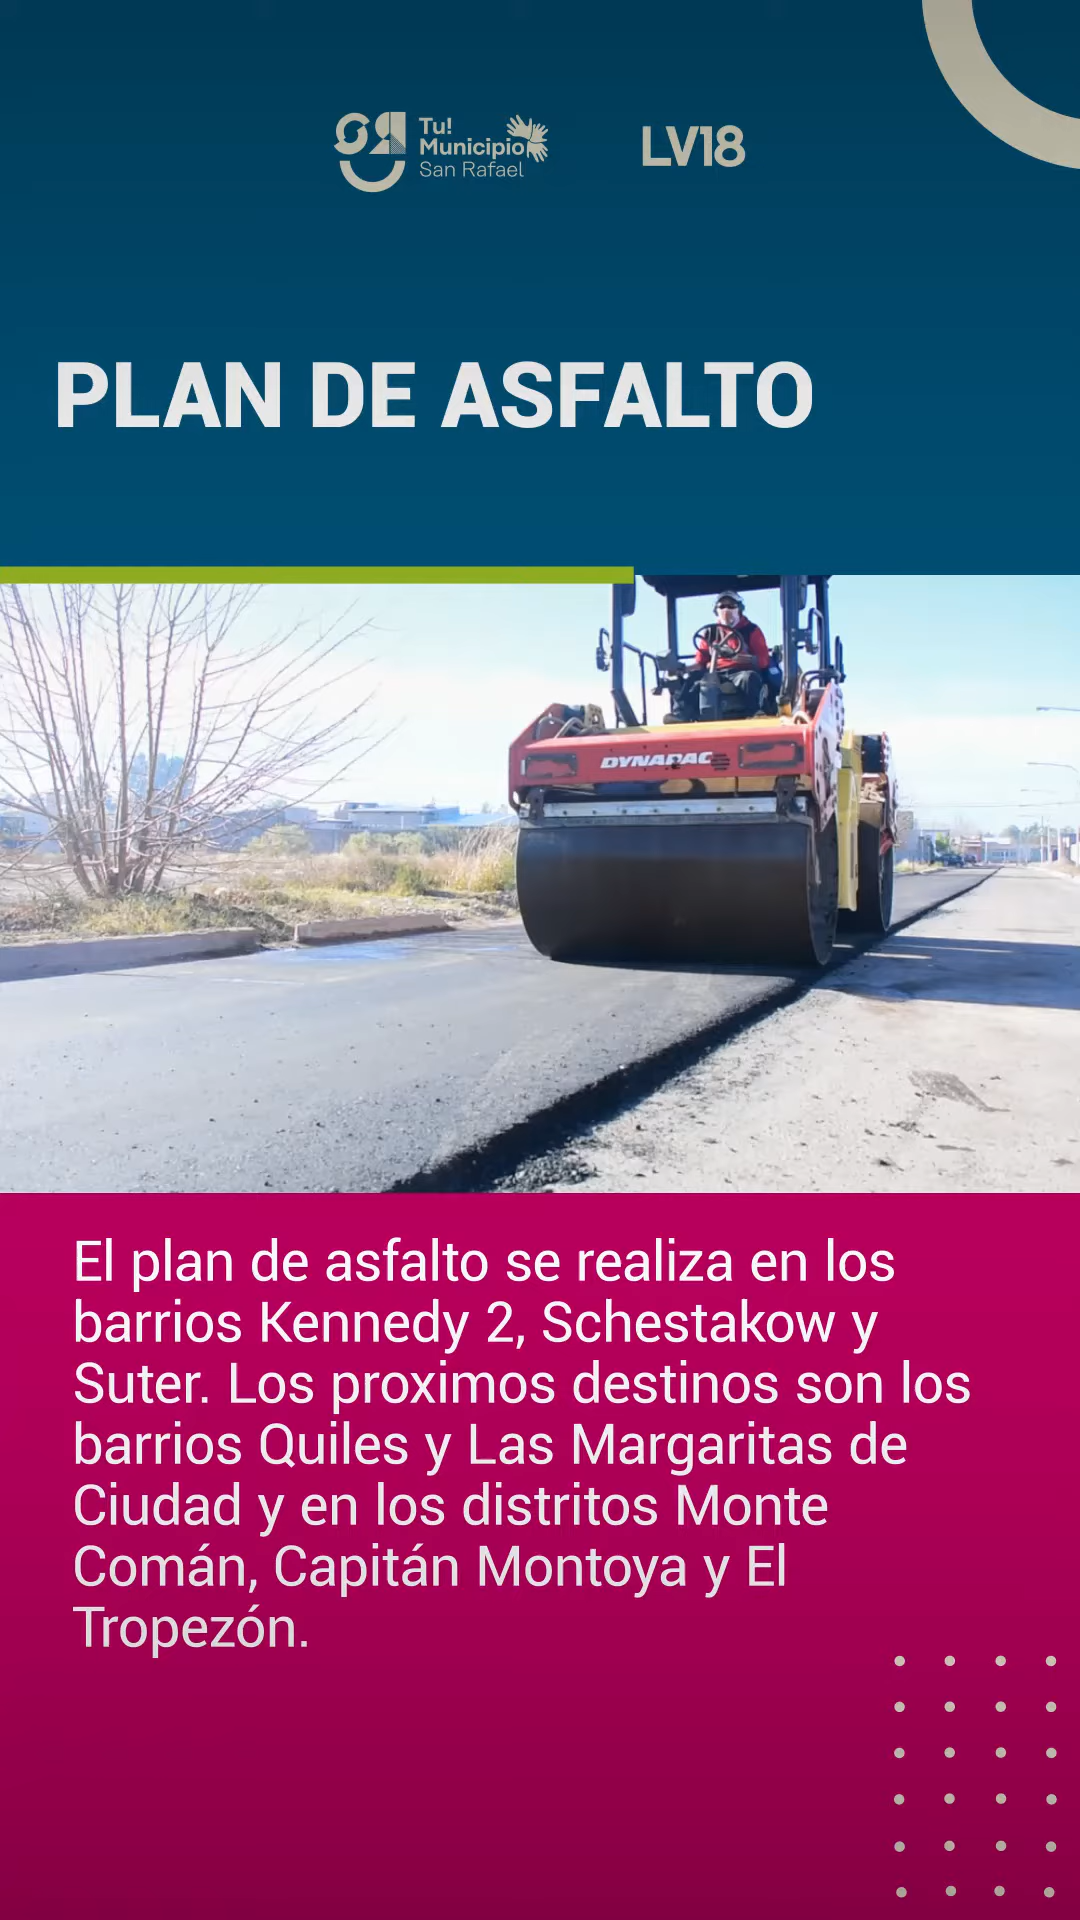 Tu!
Municipio
San Rafael
LV18
PLAN DE ASFALTO
DYNAPAC
El plan de asfalto se realiza en los
barrios Kennedy 2, Schestakow y
Suter. Los proximos destinos son los
barrios Quiles y Las Margaritas de
Ciudad y en los distritos Monte
Comán, Capitán Montoya y El
Tropezón.